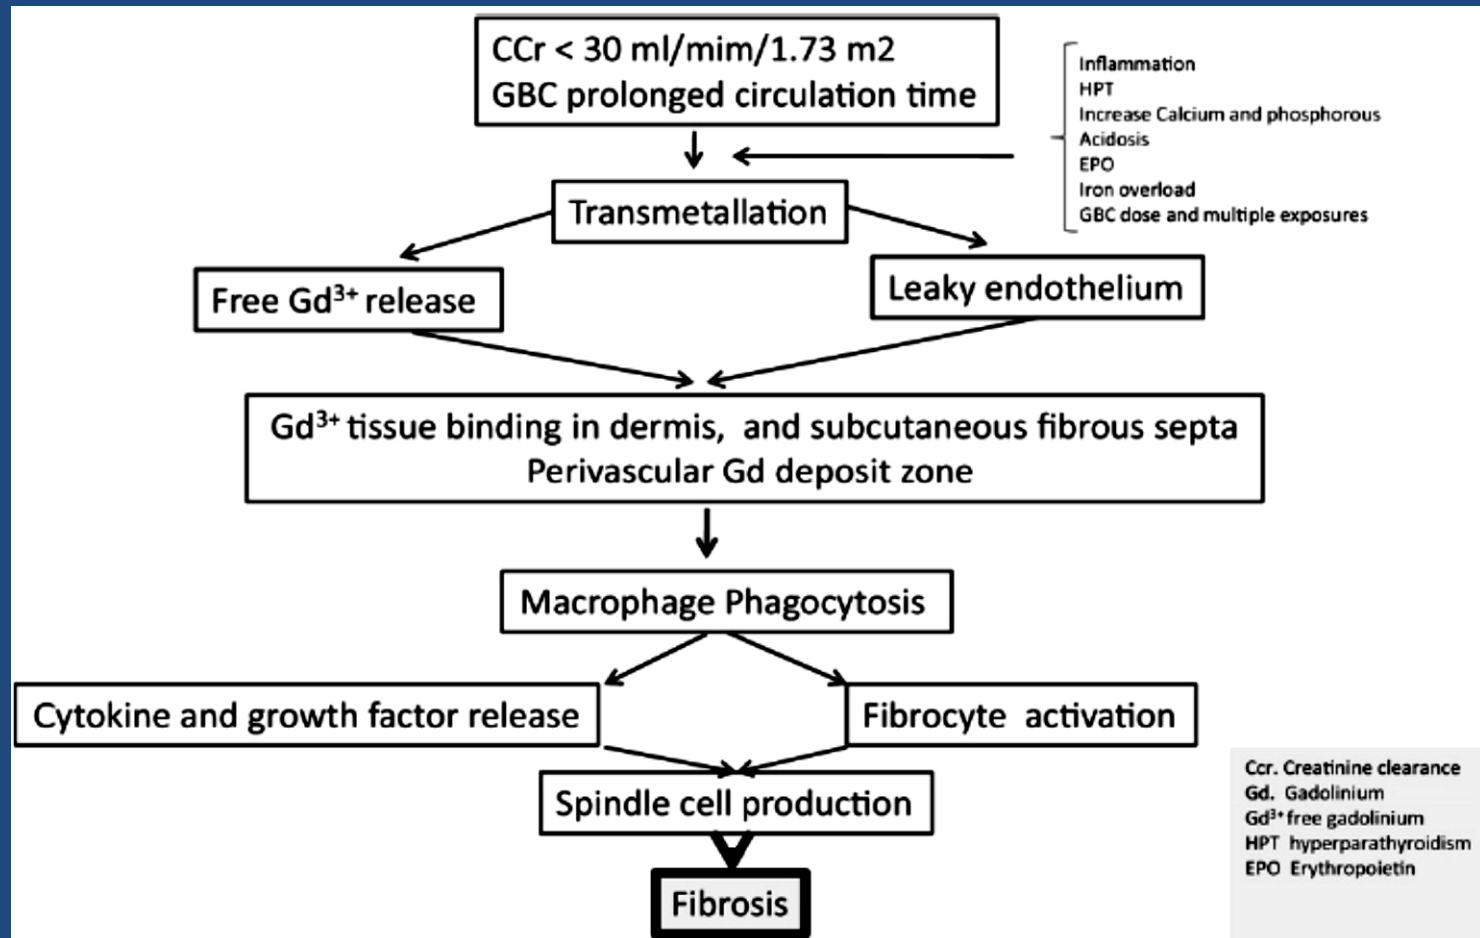 CCr < 30 ml/mim/1.73 m2
GBC prolonged circulation time
Inflammation
HPT
Increase Calcium and phosphorous
Acidosis
EPO
Iron overload
GBC dose and multiple exposures
Transmetallation
Free Gd³⁺ release
Leaky endothelium
Gd³⁺ tissue binding in dermis, and subcutaneous fibrous septa
Perivascular Gd deposit zone
Macrophage Phagocytosis
Cytokine and growth factor release
Fibrocyte activation
Spindle cell production
Fibrosis
Ccr. Creatinine clearance
Gd. Gadolinium
Gd³⁺ free gadolinium
HPT hyperparathyroidism
EPO Erythropoietin